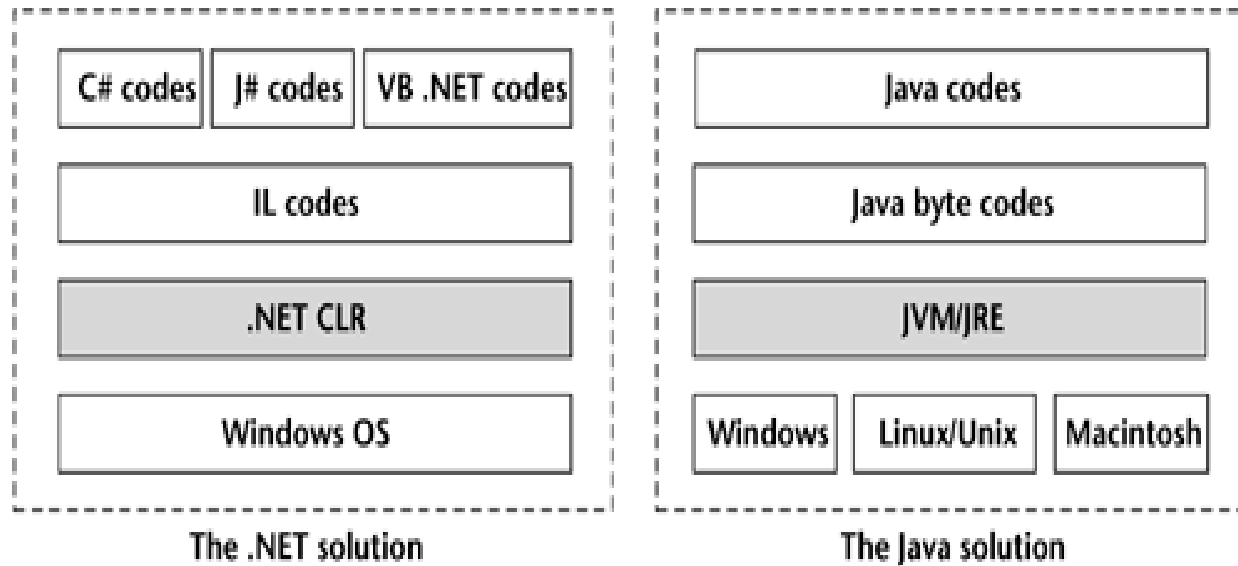 C# codes
J# codes
VB .NET codes
IL codes
.NET CLR
Windows OS
The .NET solution
Java codes
Java byte codes
JVM/JRE
Windows
Linux/Unix
Macintosh
The Java solution